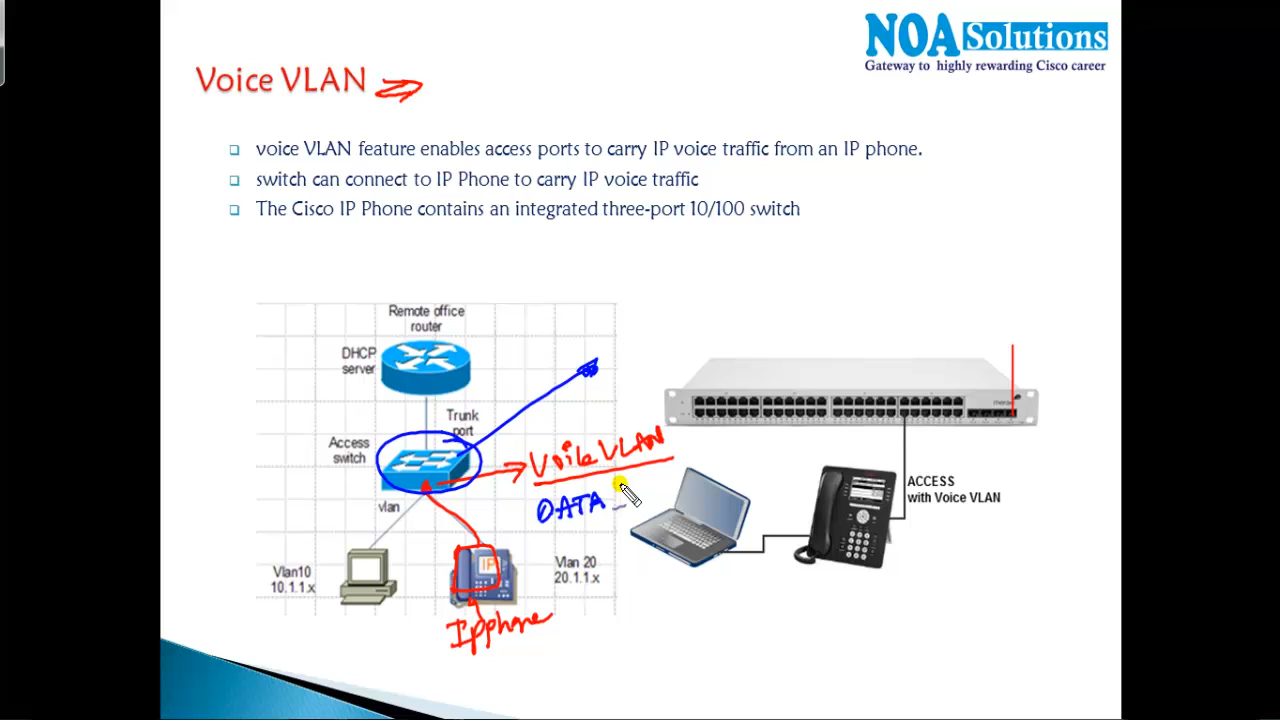 NOA Solutions
Gateway to highly rewarding Cisco career
Voice VLAN
voice VLAN feature enables access ports to carry IP voice traffic from an IP phone.
switch can connect to IP Phone to carry IP voice traffic
The Cisco IP Phone contains an integrated three-port 10/100 switch
Remote office
router
DHCP
server
Trunk
port
Access
switch
Voice VLAN
DATA
vlan
ACCESS
with Voice VLAN
IP
Vlan10
10.1.1.x
Vlan 20
20.1.1.x
IP phone